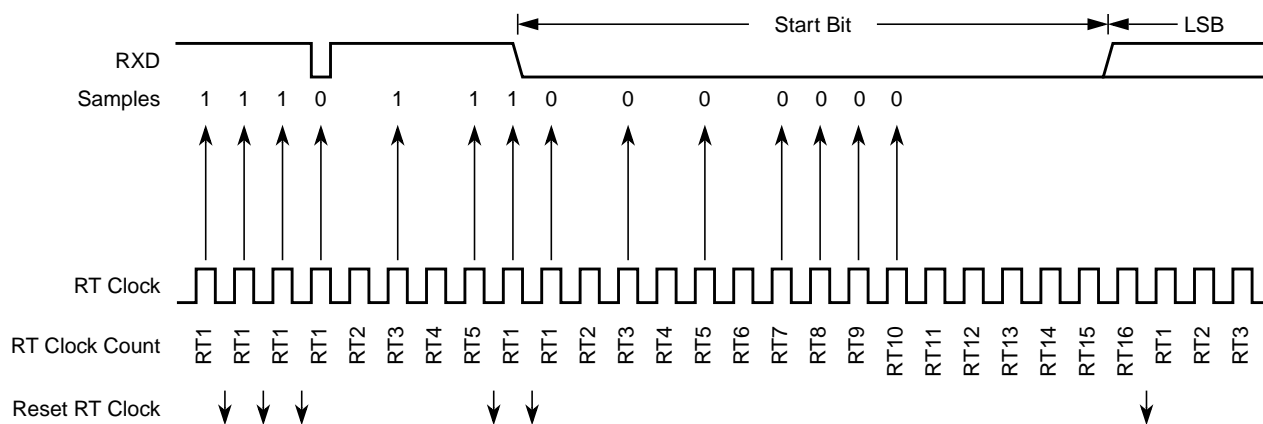 Start Bit LSB
RXD
Samples 1 1 1 0 1 1 1 0 0 0 0 0 0 0
RT Clock
RT Clock Count RT1 RT1 RT1 RT1 RT2 RT3 RT4 RT5 RT1 RT1 RT2 RT3 RT4 RT5 RT6 RT7 RT8 RT9 RT10 RT11 RT12 RT13 RT14 RT15 RT16 RT1 RT2 RT3
Reset RT Clock